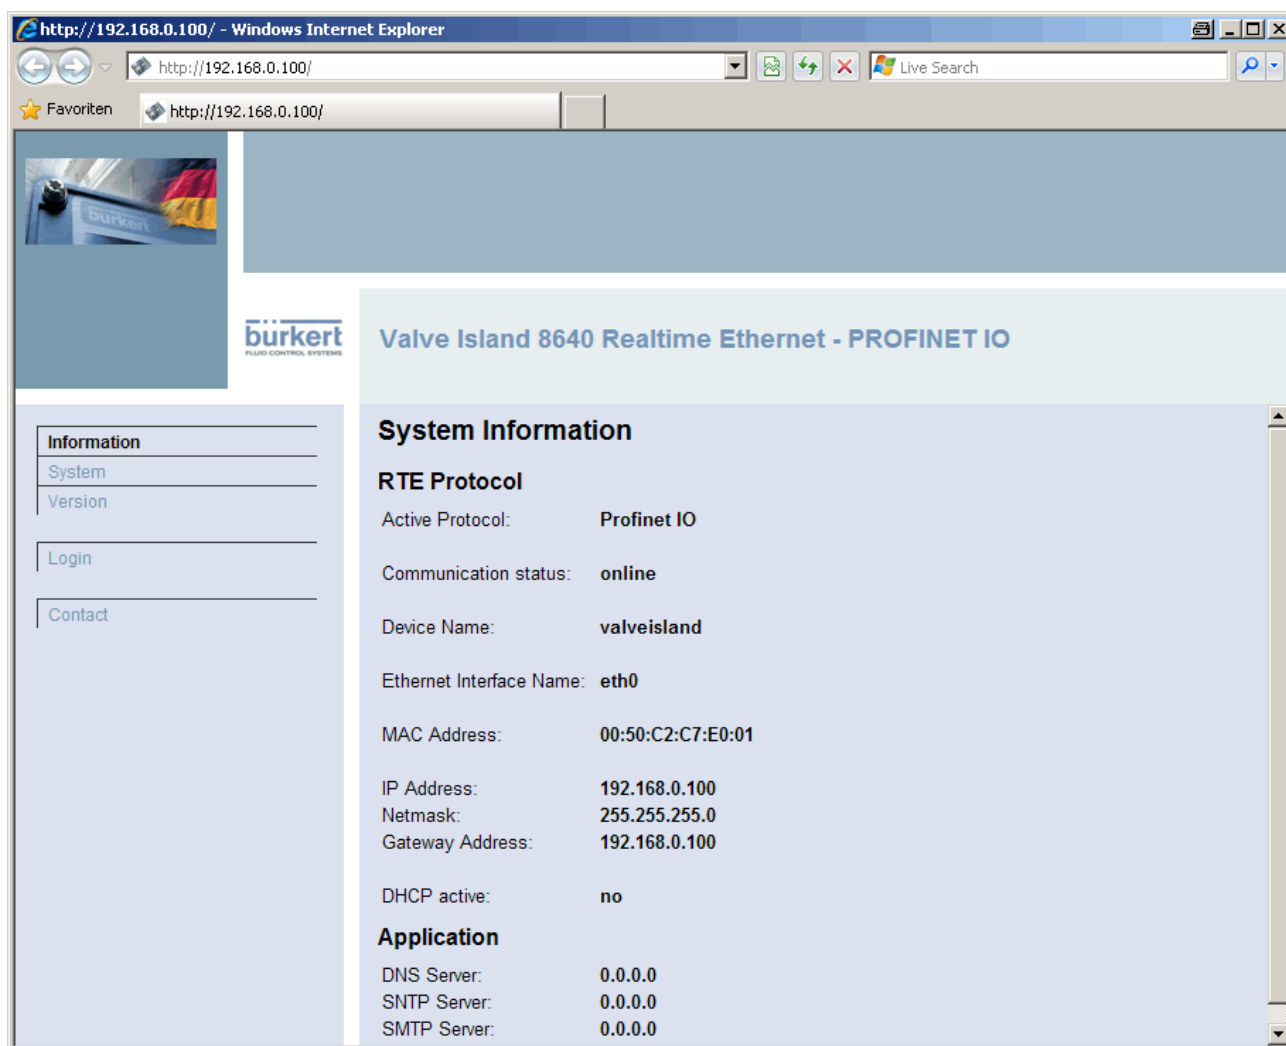 http://192.168.0.100/ - Windows Internet Explorer
http://192.168.0.100/
Live Search
Favoriten
http://192.168.0.100/
burkert
bürkert
FLUID CONTROL SYSTEMS
Valve Island 8640 Realtime Ethernet - PROFINET IO
Information
System
Version
Login
Contact
System Information
RTE Protocol
Active Protocol: Profinet IO
Communication status: online
Device Name: valveisland
Ethernet Interface Name: eth0
MAC Address: 00:50:C2:C7:E0:01
IP Address: 192.168.0.100
Netmask: 255.255.255.0
Gateway Address: 192.168.0.100
DHCP active: no
Application
DNS Server: 0.0.0.0
SNTP Server: 0.0.0.0
SMTP Server: 0.0.0.0